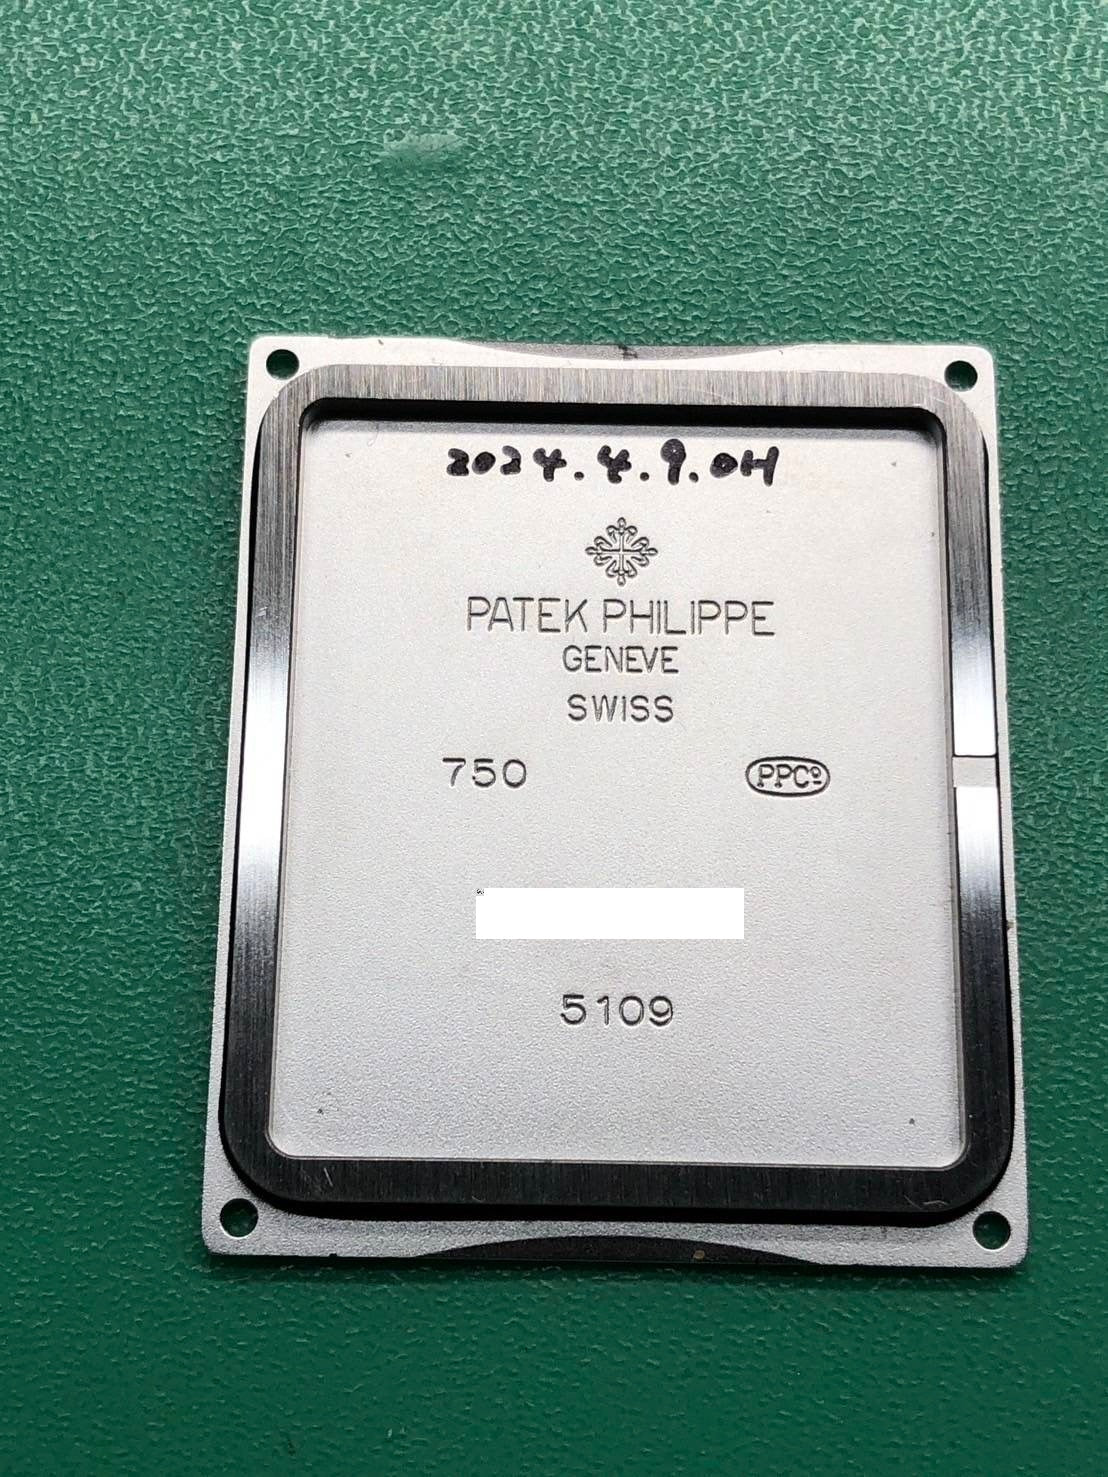 2024.4.9.OH
PATEK PHILIPPE
GENEVE
SWISS
750 PPCº
5109